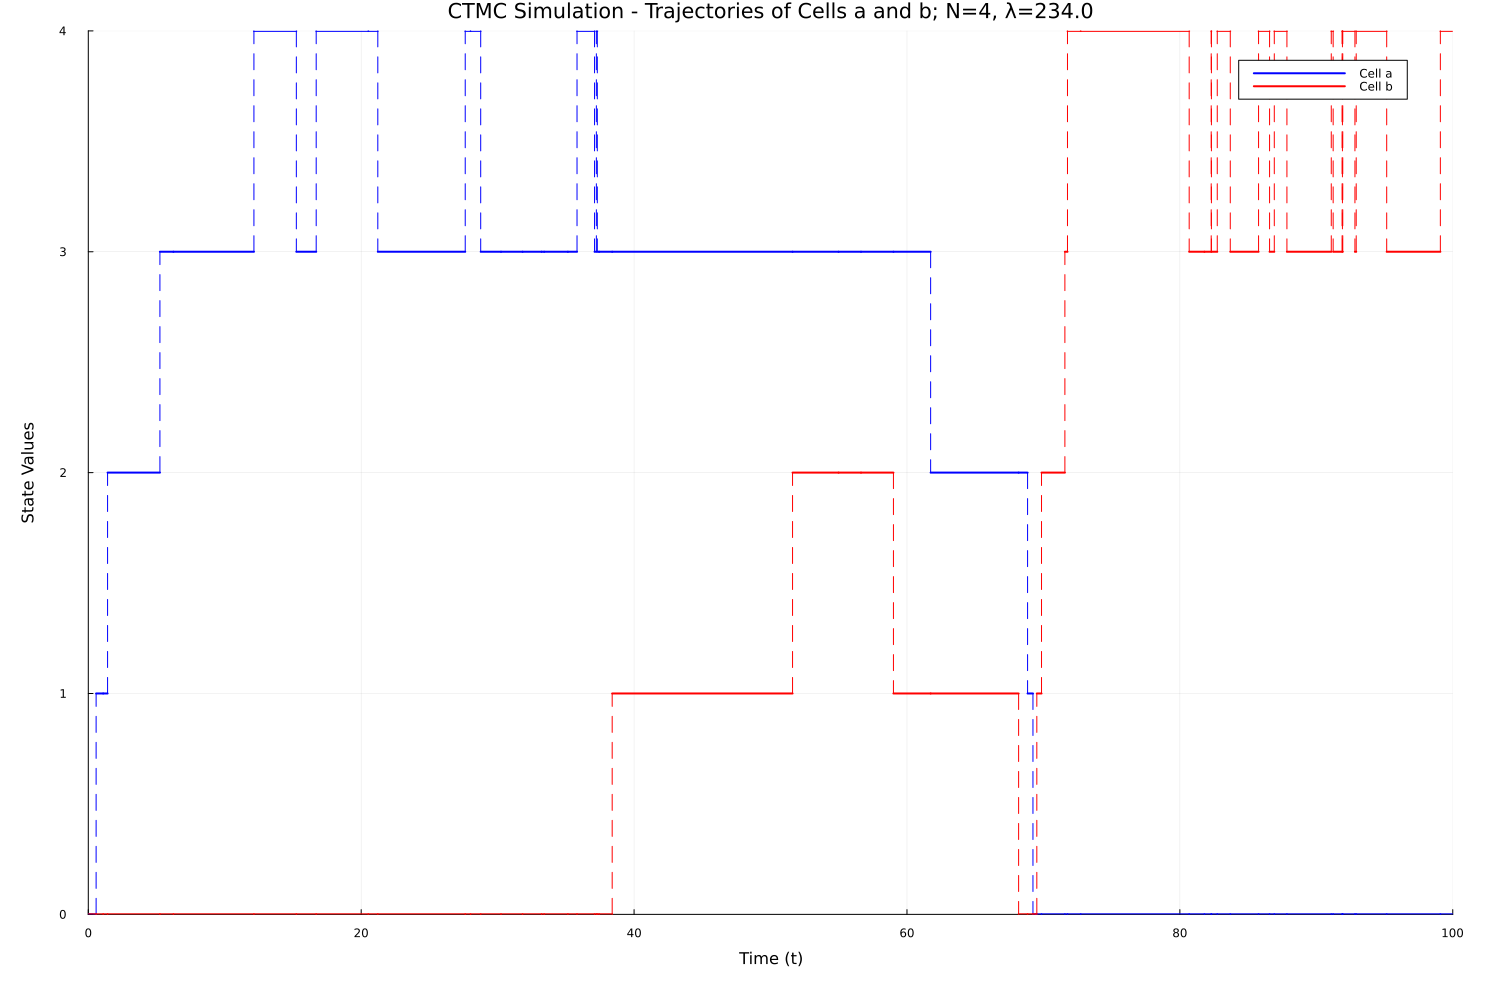 CTMC Simulation - Trajectories of Cells a and b; N=4, λ=234.0
4
Cell a
Cell b
3
State Values
2
1
0
0 20 40 60 80 100
Time (t)